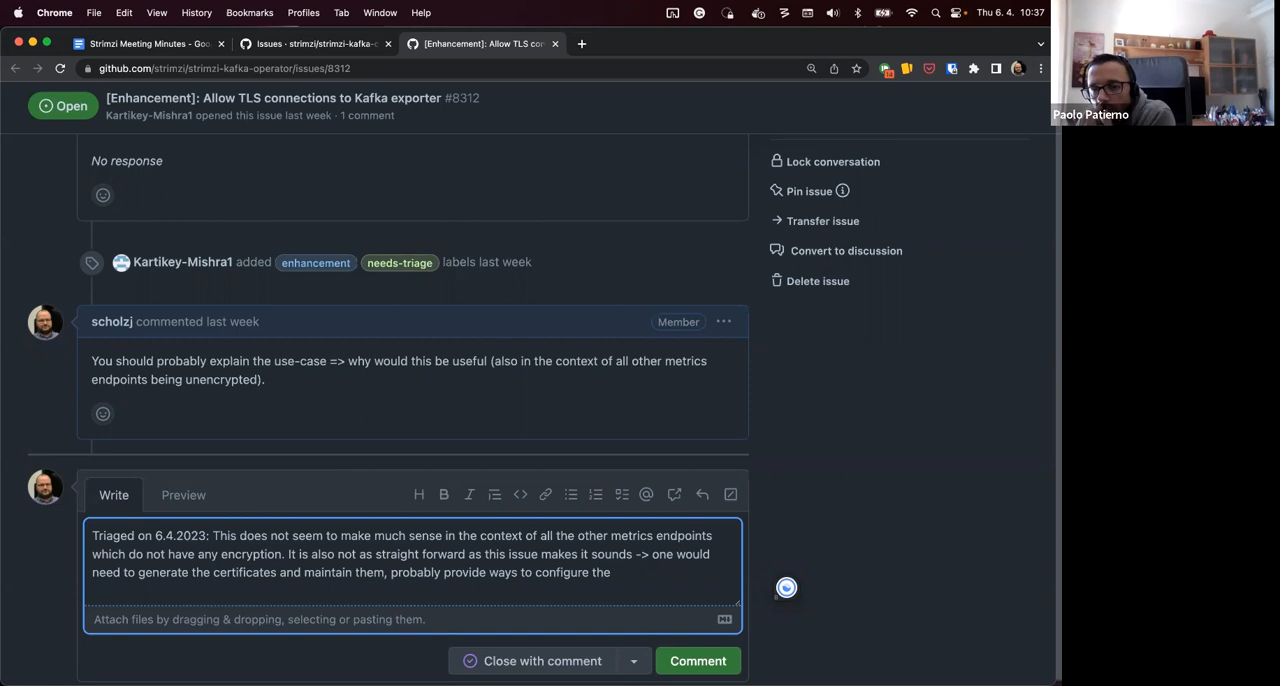 Chrome File Edit View History Bookmarks Profiles Tab Window Help Thu 6. 4. 10:37
Strimzi Meeting Minutes - Goo Issues · strimzi/strimzi-kafka-o [Enhancement]: Allow TLS con
github.com/strimzi/strimzi-kafka-operator/issues/8312
14
Paolo Patierno
Open
[Enhancement]: Allow TLS connections to Kafka exporter #8312
Kartikey-Mishra1 opened this issue last week · 1 comment
No response
Lock conversation
Pin issue
Transfer issue
Convert to discussion
Delete issue
Kartikey-Mishra1 added enhancement needs-triage labels last week
scholzj commented last week Member
You should probably explain the use-case => why would this be useful (also in the context of all other metrics
endpoints being unencrypted).
Write Preview
Triaged on 6.4.2023: This does not seem to make much sense in the context of all the other metrics endpoints
which do not have any encryption. It is also not as straight forward as this issue makes it sounds -> one would
need to generate the certificates and maintain them, probably provide ways to configure the
Attach files by dragging & dropping, selecting or pasting them.
Close with comment Comment